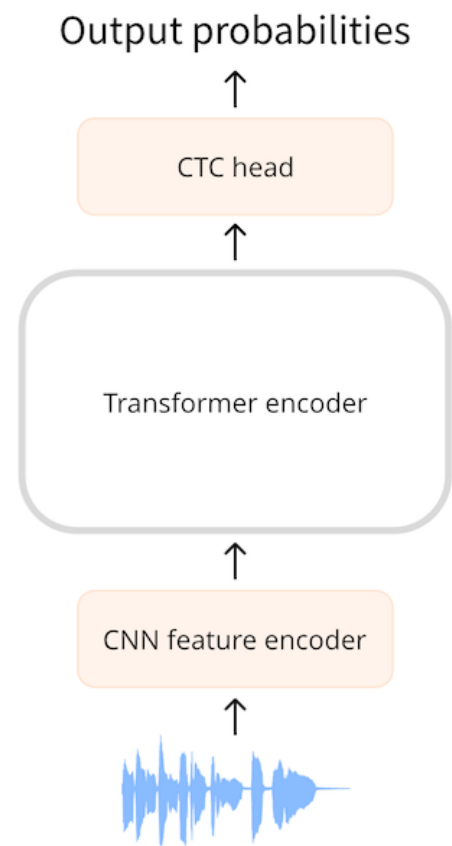 Output probabilities
CTC head
Transformer encoder
CNN feature encoder